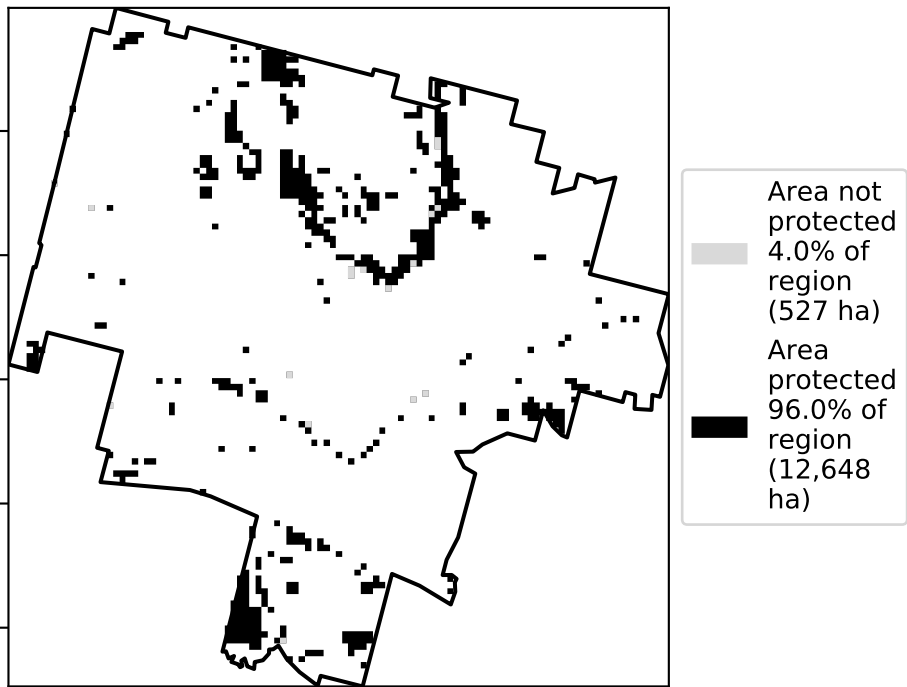 Area not
protected
4.0% of
region
(527 ha)
Area
protected
96.0% of
region
(12,648
ha)